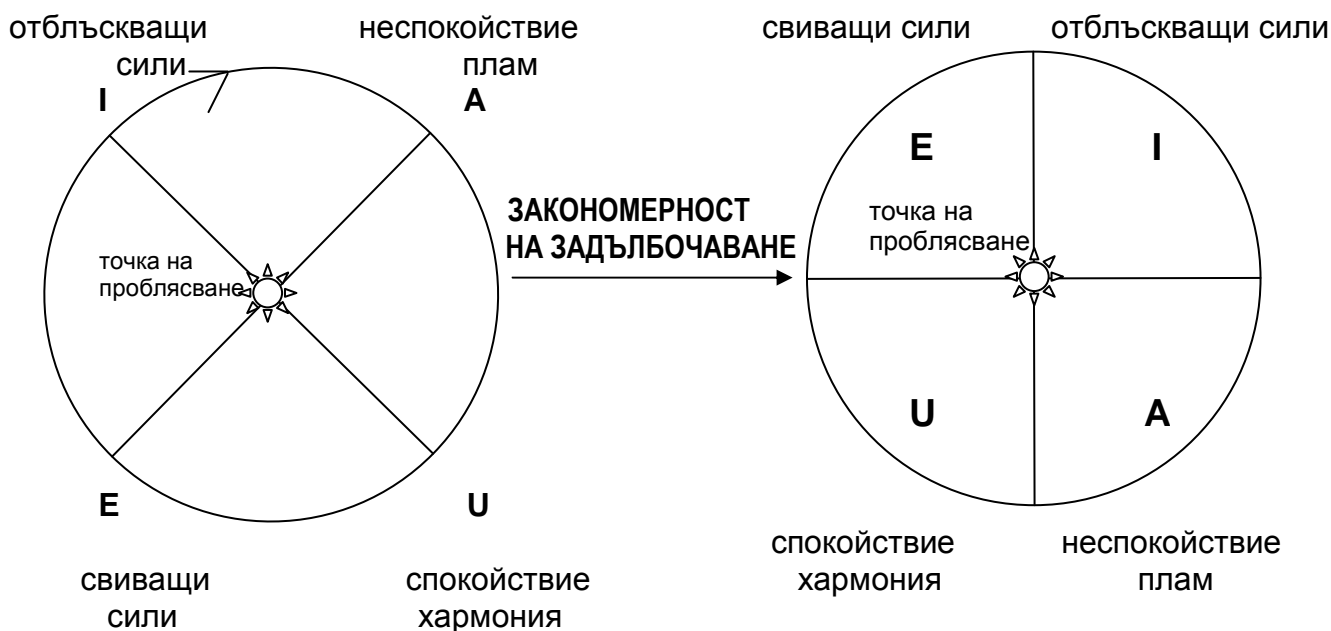 отблъскващи
сили
I
неспокойствие
плам
A
точка на
проблясване
E
U
свиващи
сили
спокойствие
хармония
ЗАКОНОМЕРНОСТ
НА ЗАДЪЛБОЧАВАНЕ
свиващи сили
отблъскващи сили
E
I
точка на
проблясване
U
A
спокойствие
хармония
неспокойствие
плам